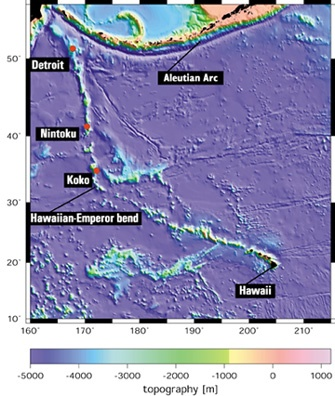 50˚
Detroit
Aleutian Arc
40˚
Nintoku
Koko
30˚
Hawaiian-Emperor bend
20˚
Hawaii
10˚
160˚ 170˚ 180˚ 190˚ 200˚ 210˚
-5000 -4000 -3000 -2000 -1000 0 1000
topography [m]